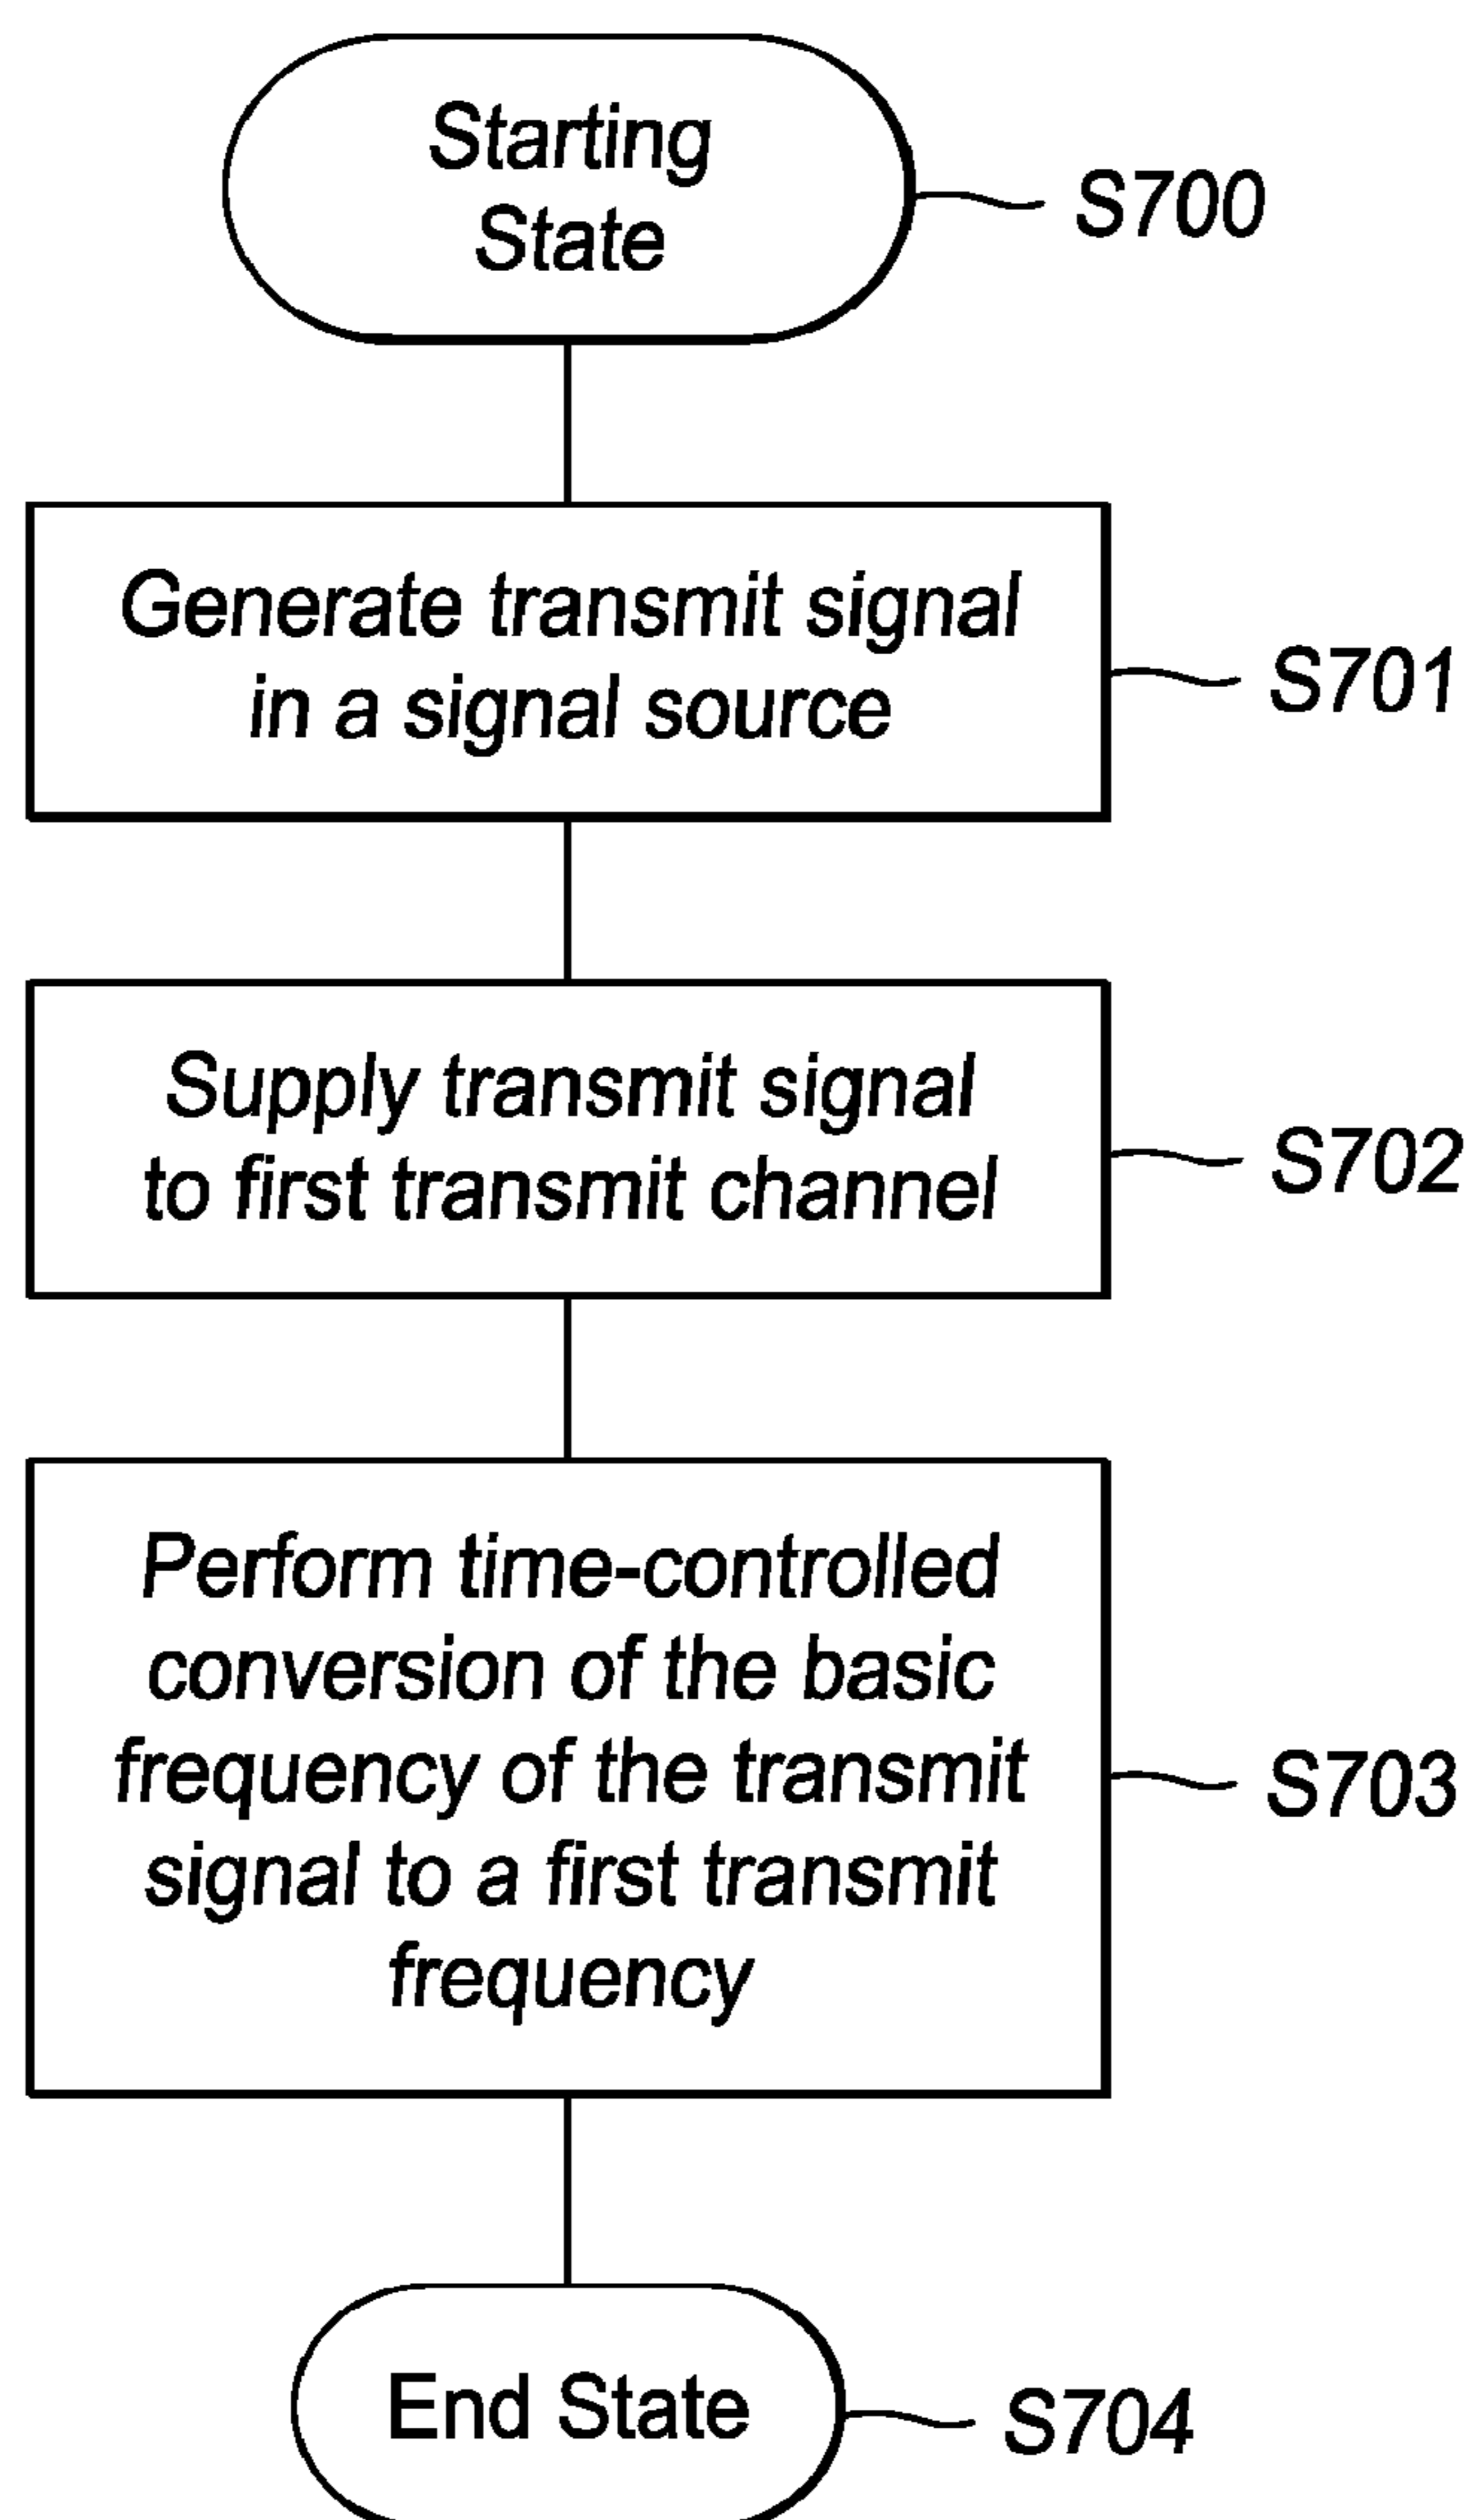 Starting
State
S700
Generate transmit signal
in a signal source
S701
Supply transmit signal
to first transmit channel
S702
Perform time-controlled
conversion of the basic
frequency of the transmit
signal to a first transmit
frequency
S703
End State
S704